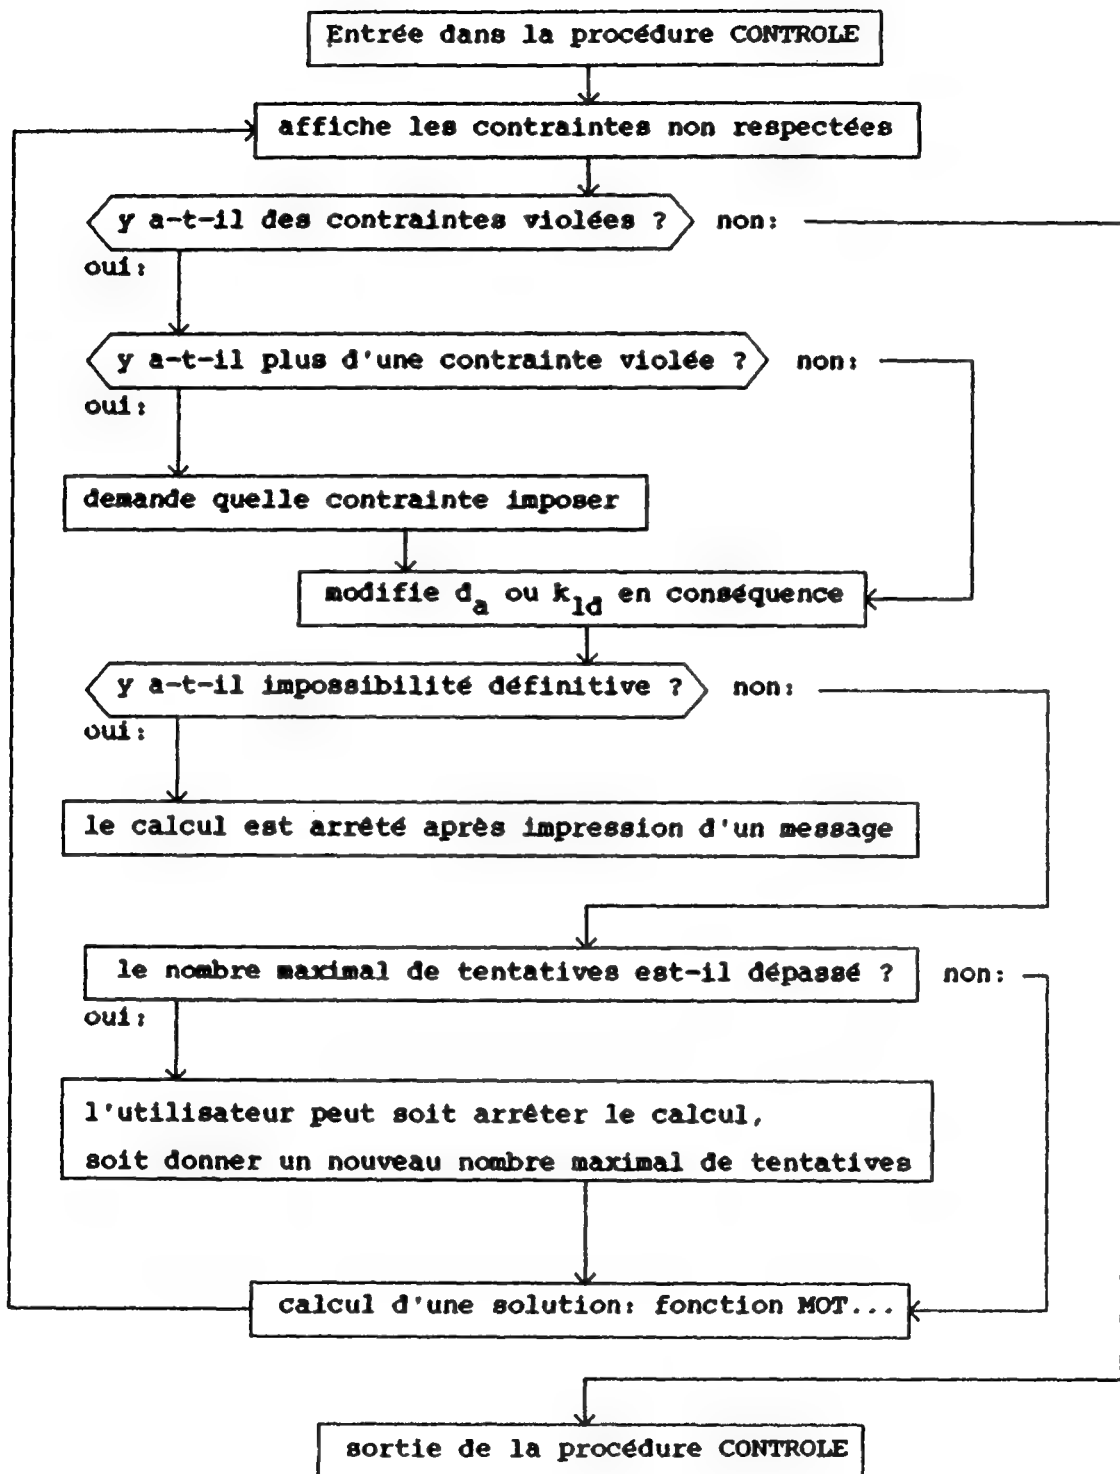 Entrée dans la procédure CONTROLE
affiche les contraintes non respectées
y a-t-il des contraintes violées ? non:
oui:
y a-t-il plus d'une contrainte violée ? non:
oui:
demande quelle contrainte imposer
modifie d_a ou k_ld en conséquence
y a-t-il impossibilité définitive ? non:
oui:
le calcul est arrêté après impression d'un message
le nombre maximal de tentatives est-il dépassé ? non:
oui:
l'utilisateur peut soit arrêter le calcul,
soit donner un nouveau nombre maximal de tentatives
calcul d'une solution: fonction MOT...
sortie de la procédure CONTROLE